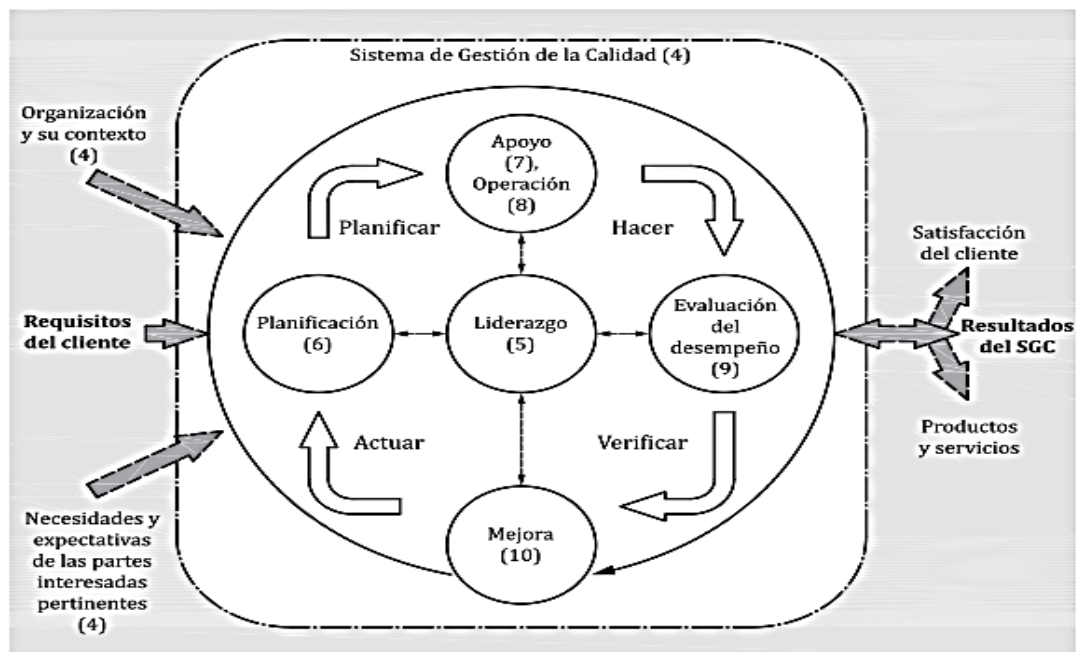 Sistema de Gestión de la Calidad (4)
Organización
y su contexto
(4)
Requisitos
del cliente
Necesidades y
expectativas
de las partes
interesadas
pertinentes
(4)
Apoyo
(7),
Operación
(8)
Planificar
Hacer
Planificación
(6)
Liderazgo
(5)
Evaluación
del
desempeño
(9)
Actuar
Verificar
Mejora
(10)
Satisfacción
del cliente
Resultados
del SGC
Productos
y servicios